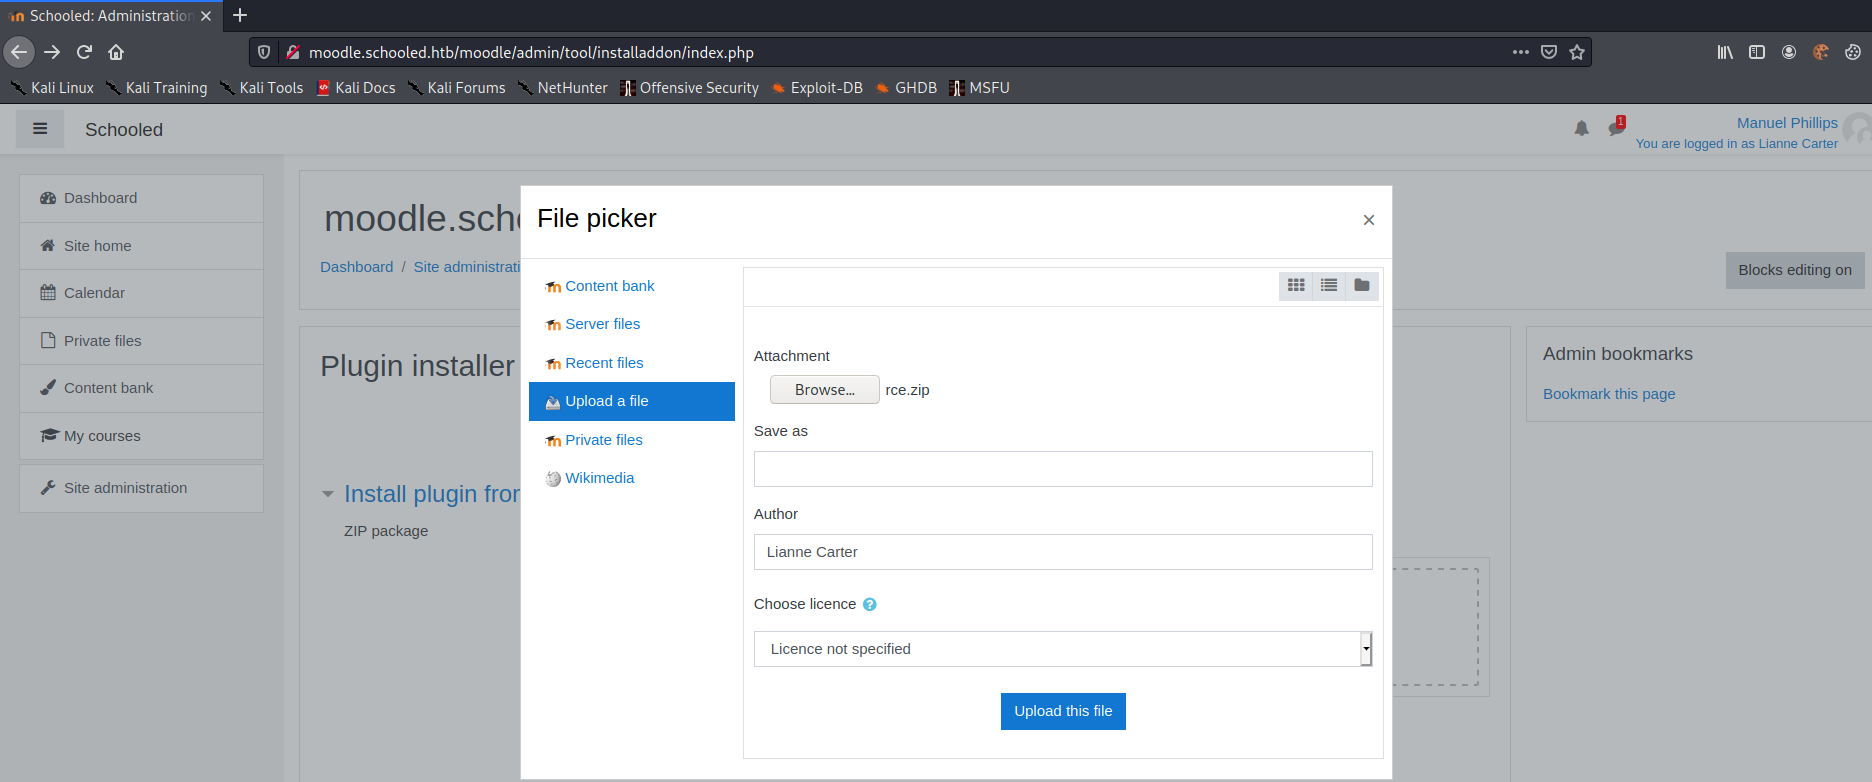 Schooled: Administration
moodle.schooled.htb/moodle/admin/tool/installaddon/index.php
Kali Linux Kali Training Kali Tools Kali Docs Kali Forums NetHunter Offensive Security Exploit-DB GHDB MSFU
Schooled
1
Manuel Phillips
You are logged in as Lianne Carter
Dashboard
Site home
Calendar
Private files
Content bank
My courses
Site administration
moodle.scho
Dashboard / Site administrati
Blocks editing on
Plugin installer
Install plugin fron
ZIP package
Admin bookmarks
Bookmark this page
File picker
×
Content bank
Server files
Recent files
Upload a file
Private files
Wikimedia
Attachment
Browse... rce.zip
Save as
Author
Lianne Carter
Choose licence ?
Licence not specified
Upload this file